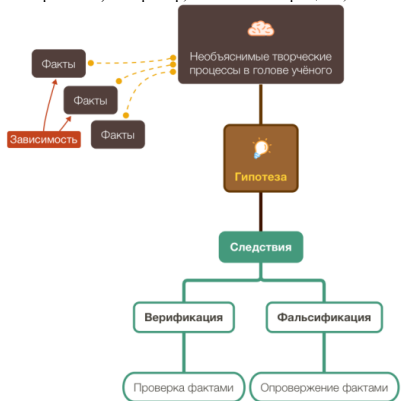 Необъяснимые творческие
процессы в голове учёного
Факты
Факты
Факты
Зависимость
Гипотеза
Следствия
Верификация
Фальсификация
Проверка фактами
Опровержение фактами